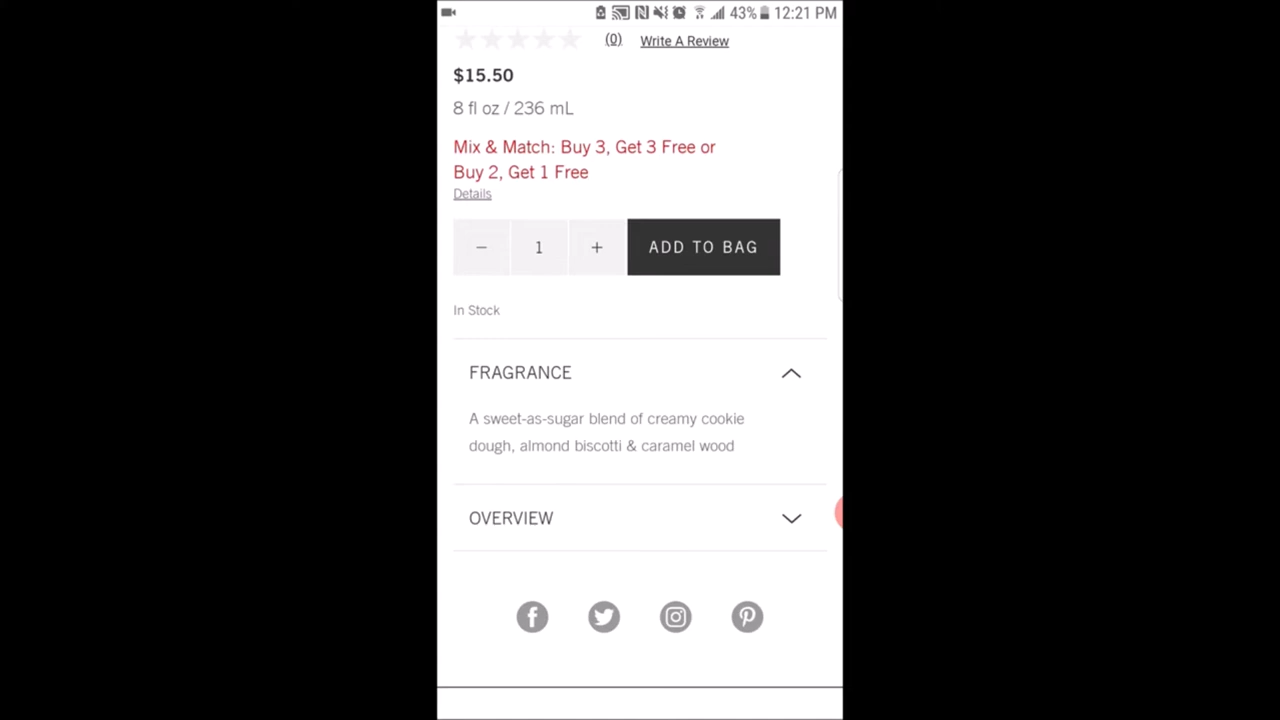 43% 12:21 PM
(0) Write A Review
$15.50
8 fl oz / 236 mL
Mix & Match: Buy 3, Get 3 Free or
Buy 2, Get 1 Free
Details
− 1 + ADD TO BAG
In Stock
FRAGRANCE
A sweet-as-sugar blend of creamy cookie
dough, almond biscotti & caramel wood
OVERVIEW